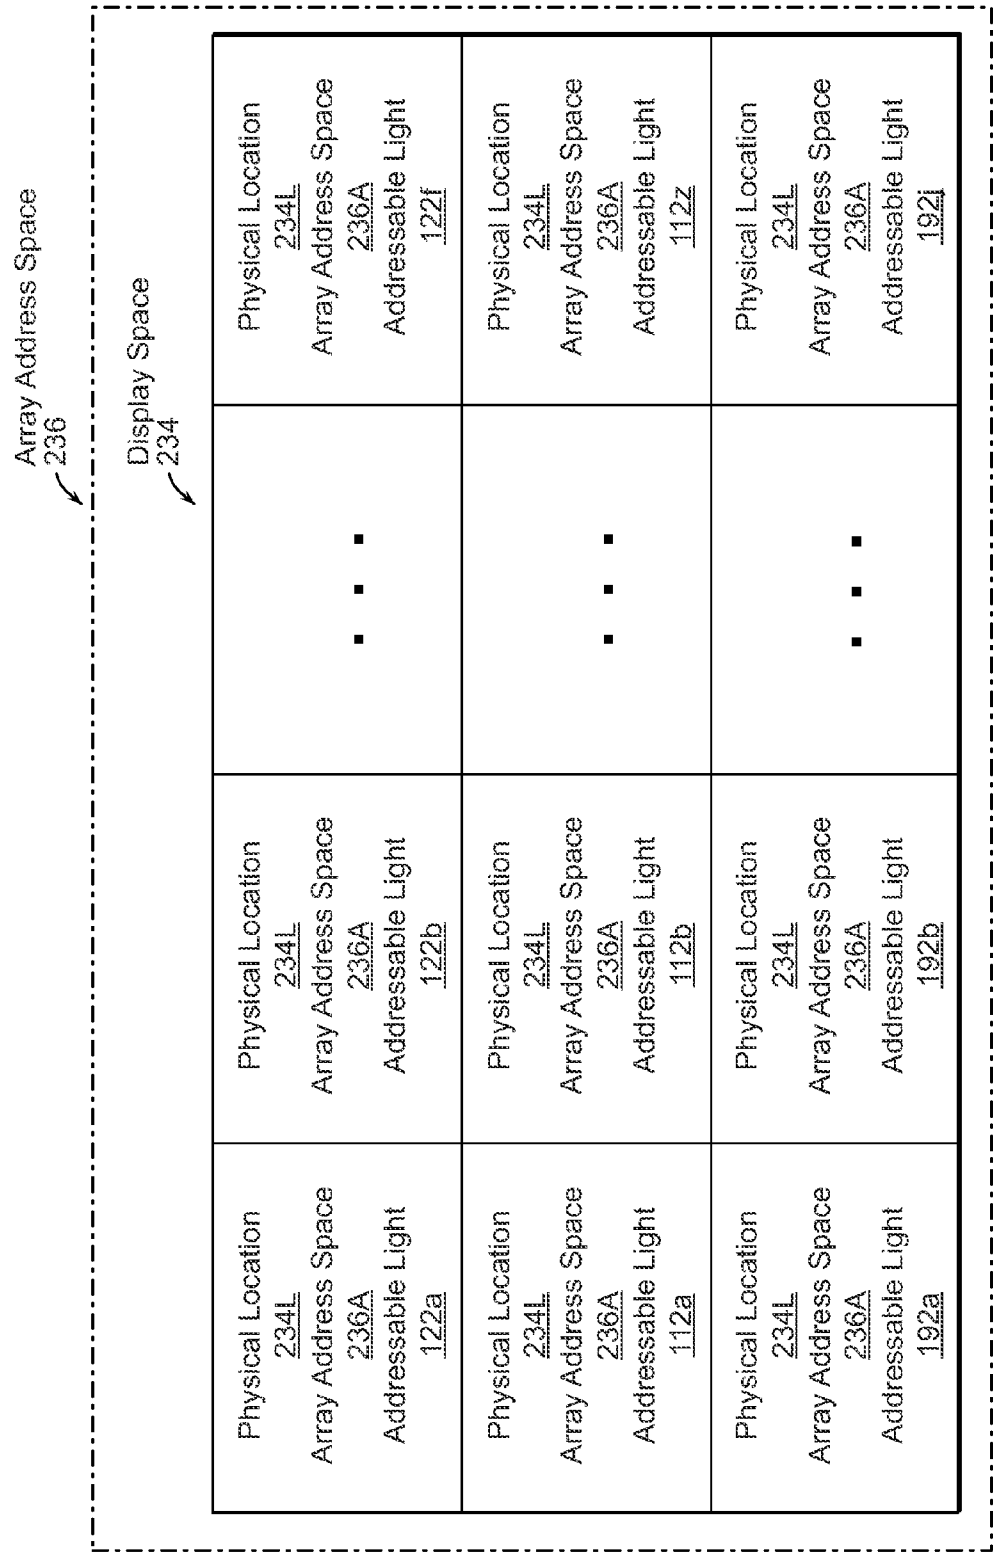 Array Address Space
236
Display Space
234
Physical Location
234L
Array Address Space
236A
Addressable Light
122a
Physical Location
234L
Array Address Space
236A
Addressable Light
122b
. . .
Physical Location
234L
Array Address Space
236A
Addressable Light
122f
Physical Location
234L
Array Address Space
236A
Addressable Light
112a
Physical Location
234L
Array Address Space
236A
Addressable Light
112b
. . .
Physical Location
234L
Array Address Space
236A
Addressable Light
112z
Physical Location
234L
Array Address Space
236A
Addressable Light
192a
Physical Location
234L
Array Address Space
236A
Addressable Light
192b
. . .
Physical Location
234L
Array Address Space
236A
Addressable Light
192j